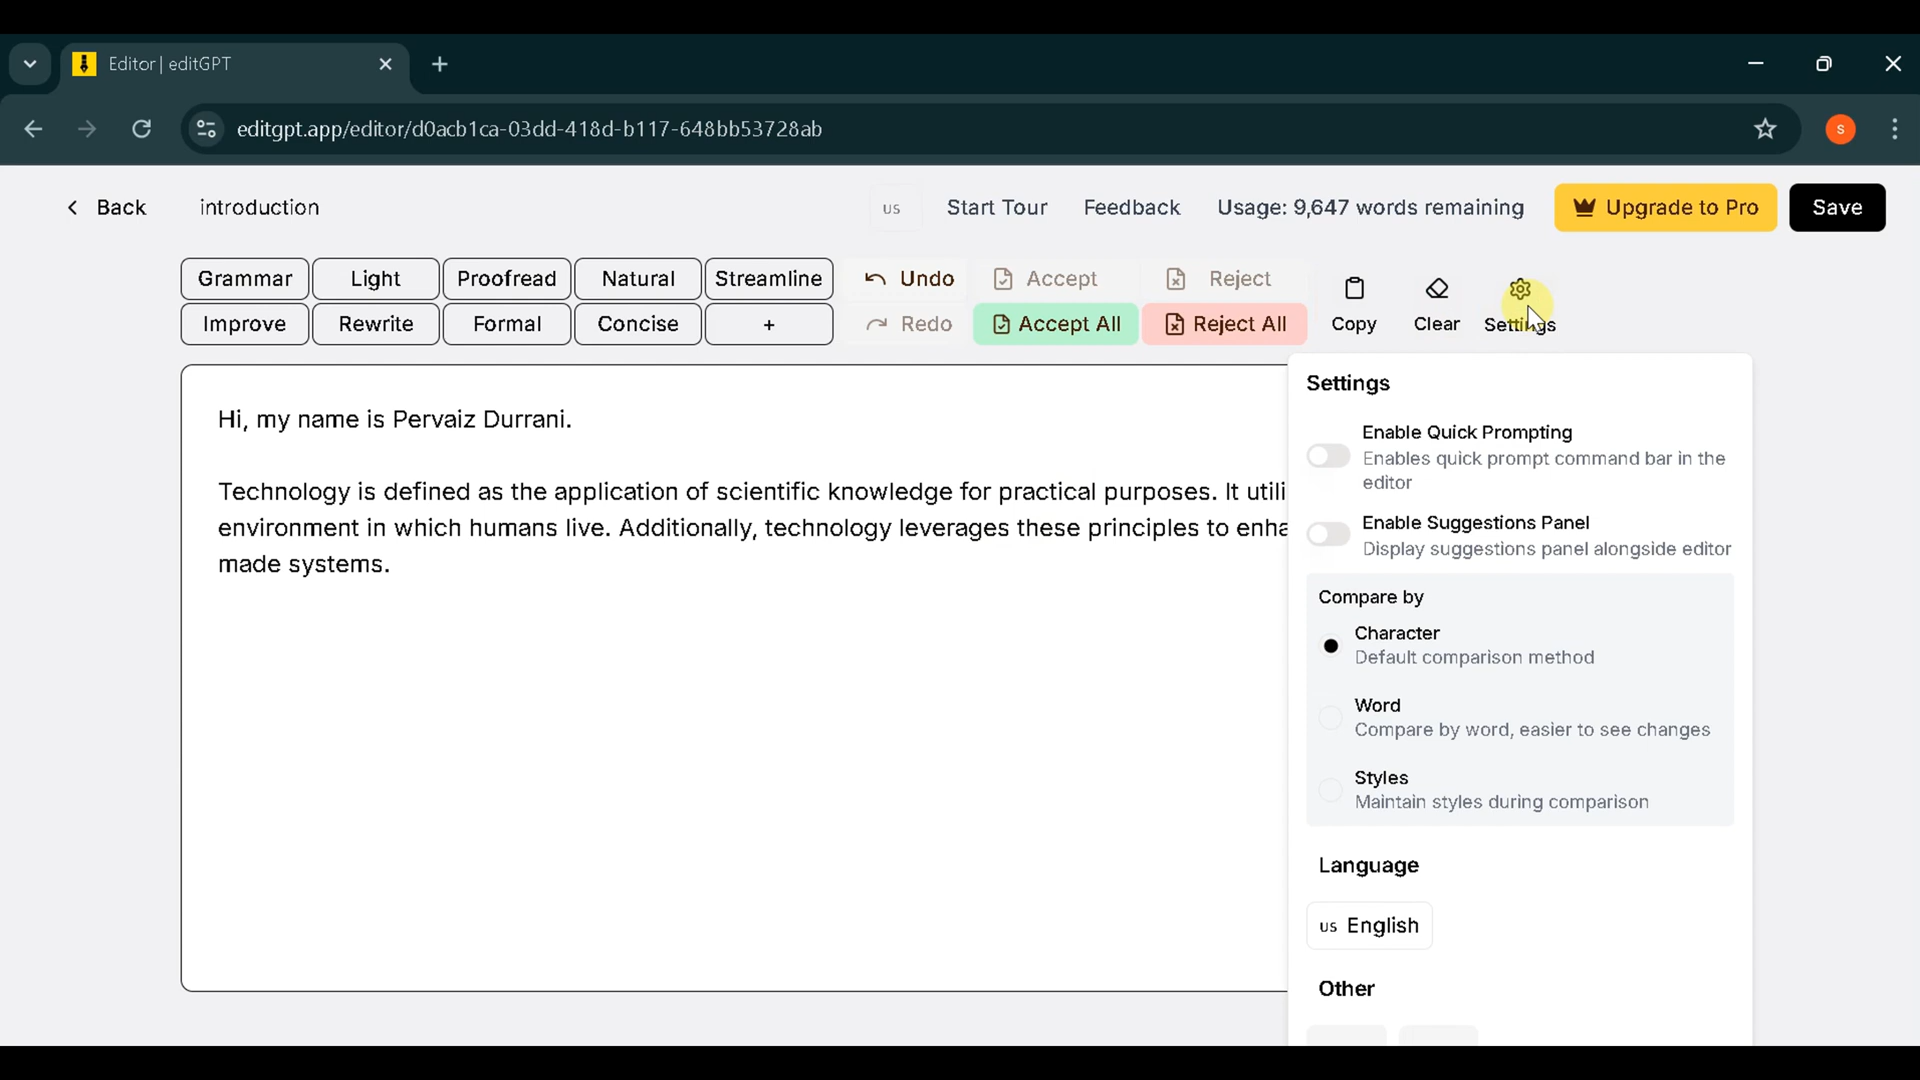 Editor | editGPT
editgpt.app/editor/d0acb1ca-03dd-418d-b117-648bb53728ab
S
Back
introduction
US
Start Tour
Feedback
Usage: 9,647 words remaining
Upgrade to Pro
Save
Grammar
Light
Proofread
Natural
Streamline
Undo
Accept
Reject
Improve
Rewrite
Formal
Concise
+
Redo
Accept All
Reject All
Copy
Clear
Settings
Hi, my name is Pervaiz Durrani.
Technology is defined as the application of scientific knowledge for practical purposes. It utili
environment in which humans live. Additionally, technology leverages these principles to enha
made systems.
Settings
Enable Quick Prompting
Enables quick prompt command bar in the
editor
Enable Suggestions Panel
Display suggestions panel alongside editor
Compare by
Character
Default comparison method
Word
Compare by word, easier to see changes
Styles
Maintain styles during comparison
Language
US English
Other